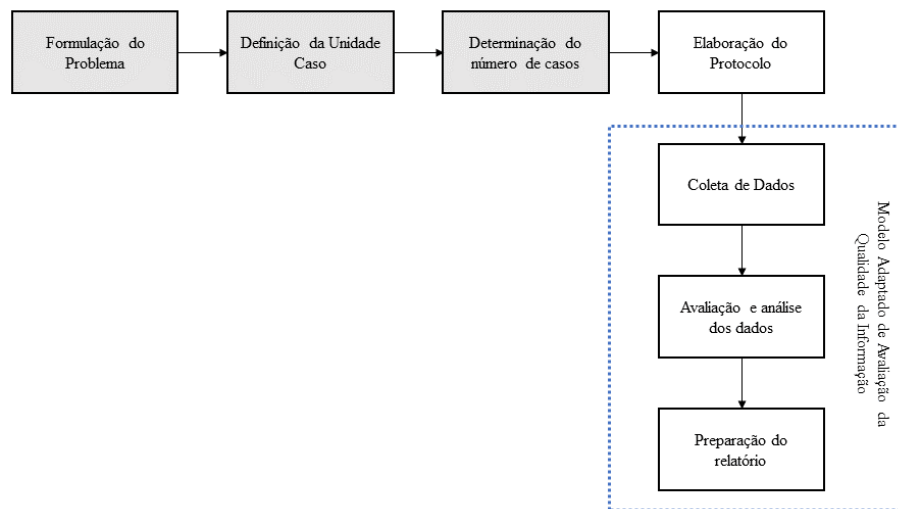 Formulação do
Problema
Definição da Unidade
Caso
Determinação do
número de casos
Elaboração do
Protocolo
Coleta de Dados
Avaliação e análise
dos dados
Preparação do
relatório
Modelo Adaptado de Avaliação da
Qualidade da Informação